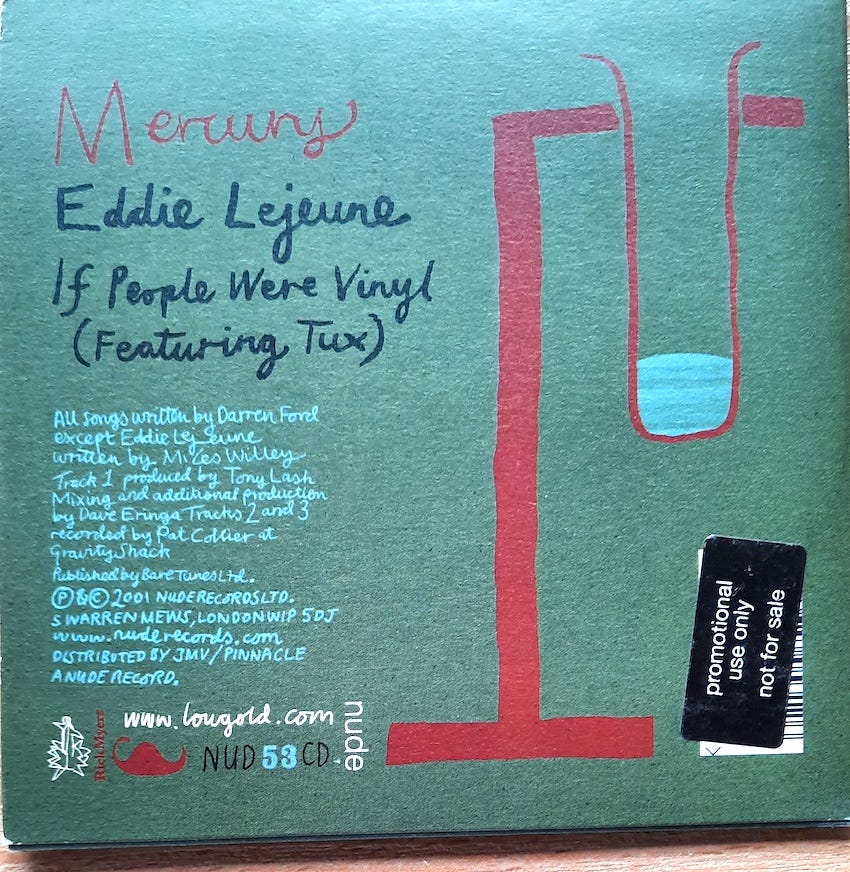 Mercury
Eddie Lejeune
If People Were Vinyl
(Featuring Tux)
All songs written by Darren Ford
except Eddie Lejeune
written by Miles Willey
Track 1 produced by Tony Lash
Mixing and additional production
by Dave Eringa Tracks 2 and 3
recorded by Pat Collier at
Gravity Shack
Published by Bare Tunes Ltd.
Ⓟ&© 2001 NUDE RECORDS LTD.
5 WARREN MEWS, LONDON W1P 5DJ
www.nuderecords.com
DISTRIBUTED BY 3MV/PINNACLE
A NUDE RECORD.
www.lougold.com
Rick Myers
NUD 53 CD
nude
promotional
use only
not for sale